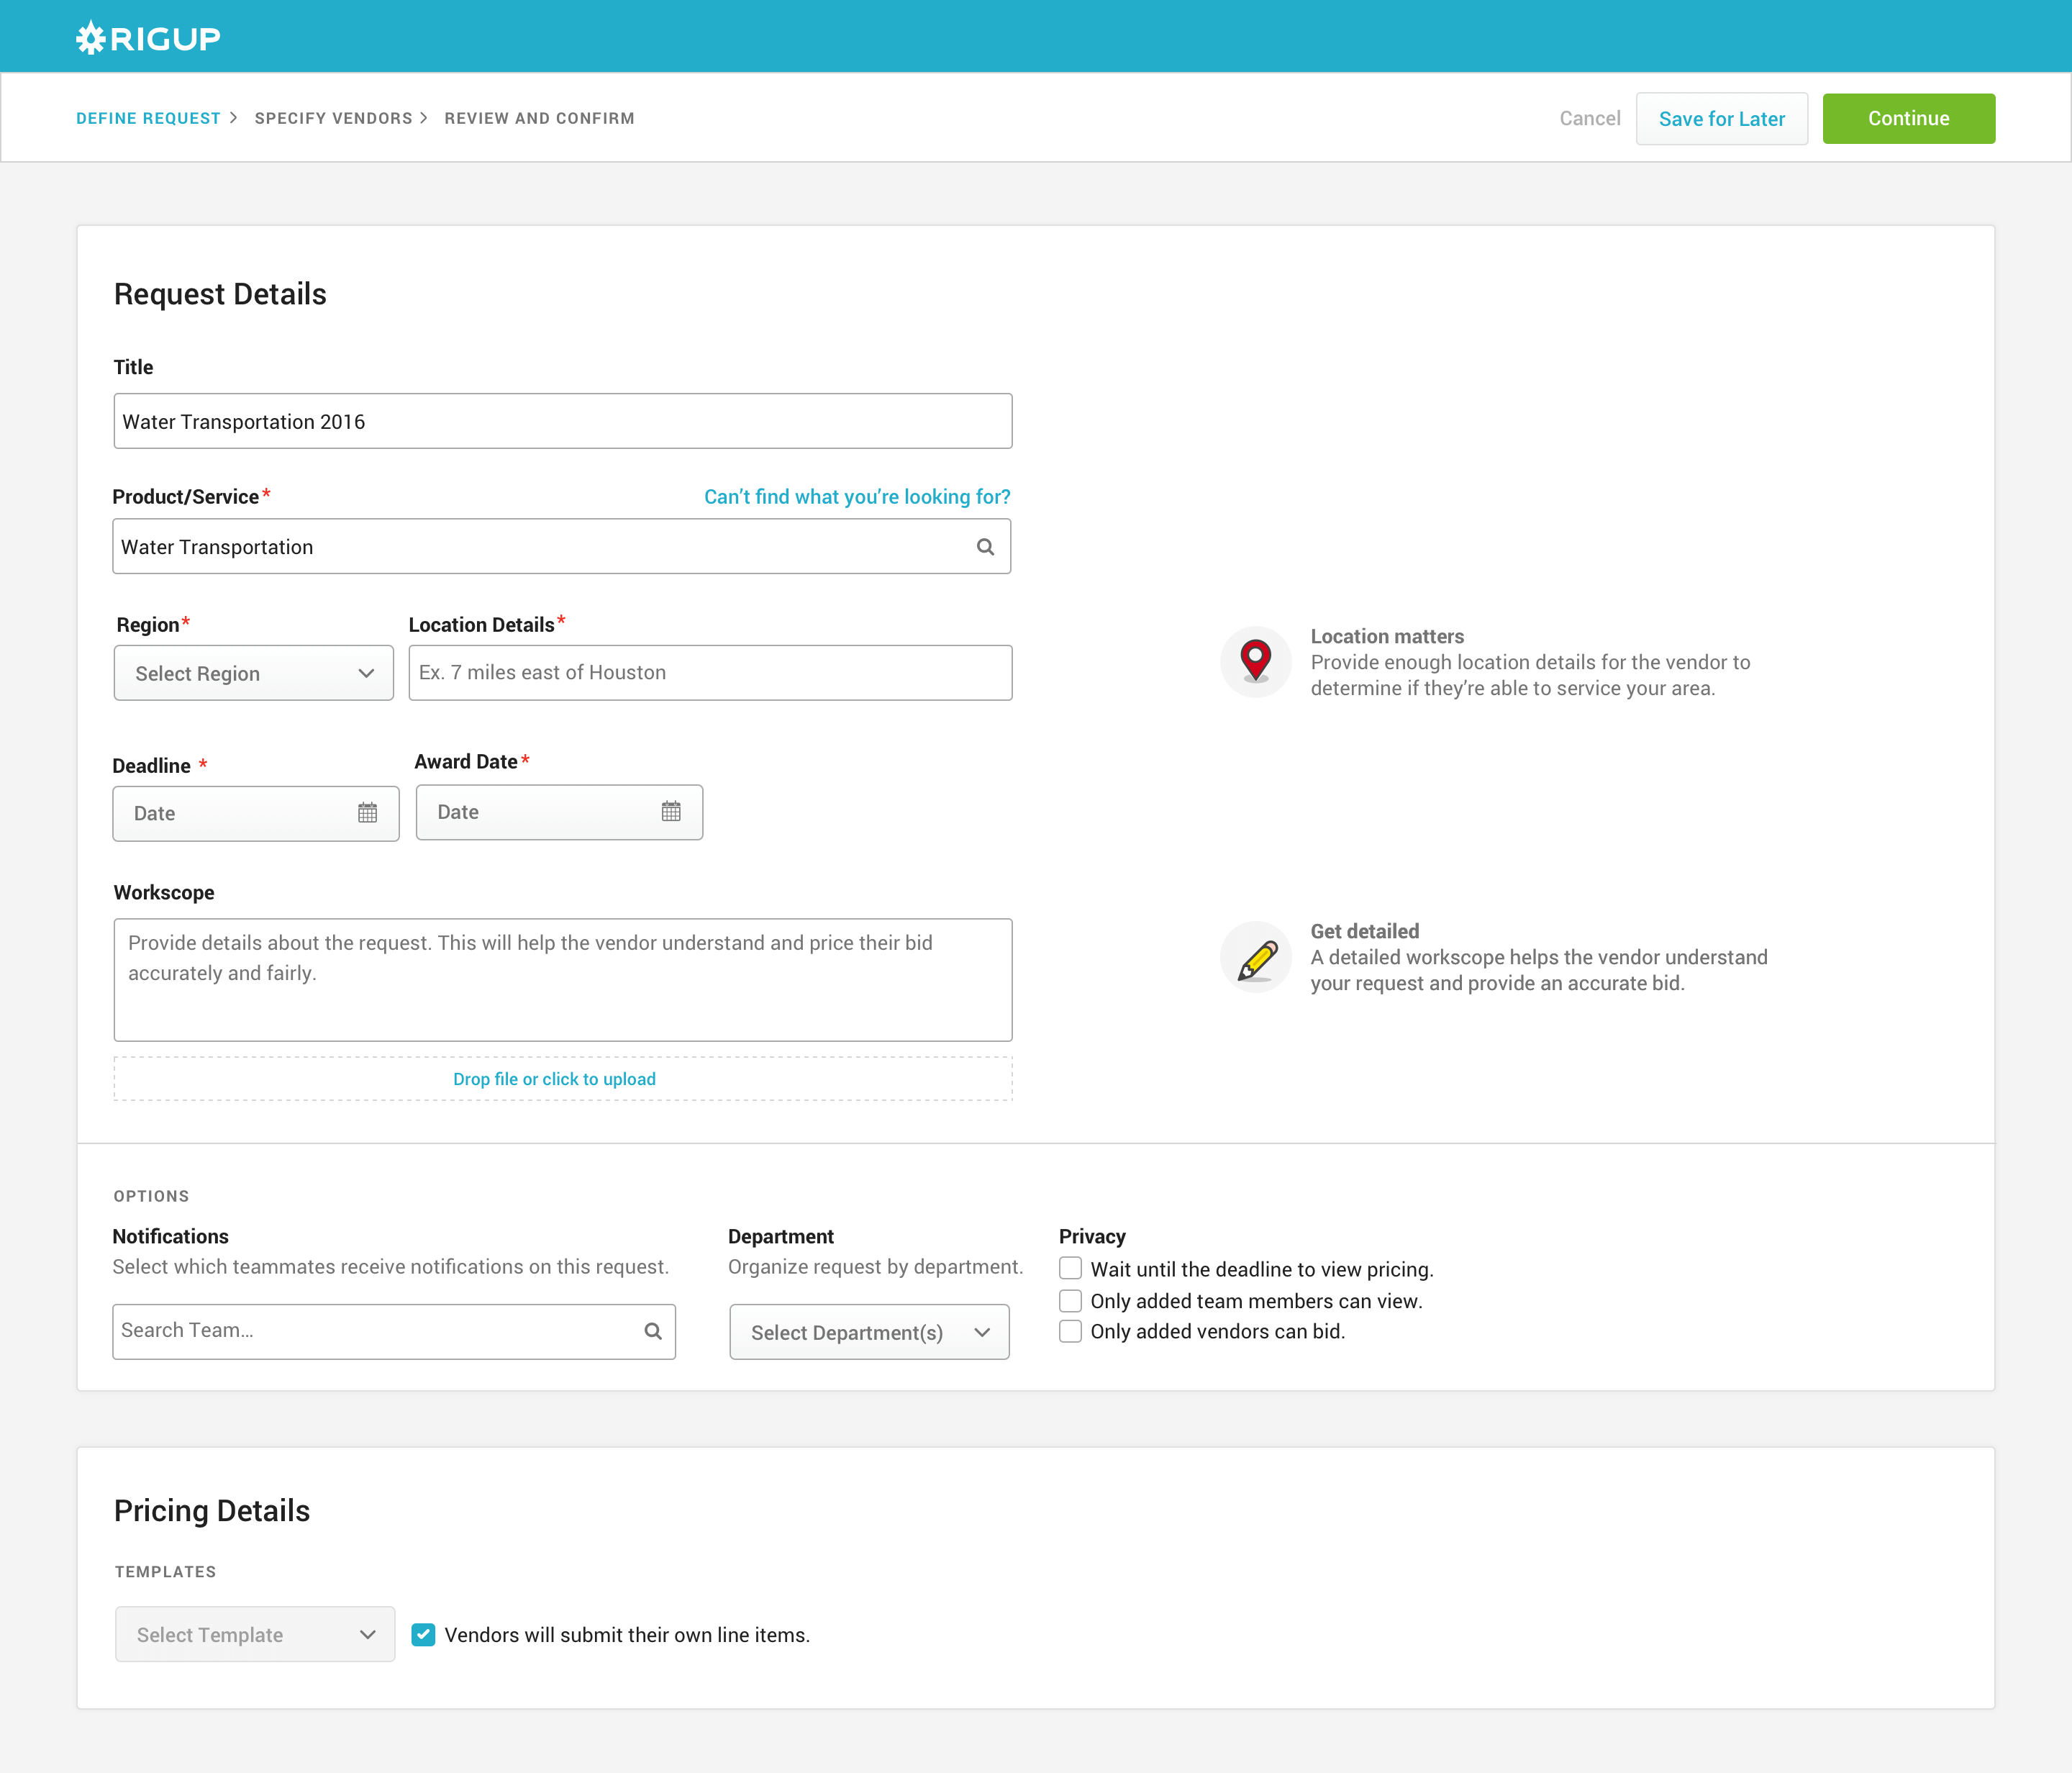 RIGUP
DEFINE REQUEST > SPECIFY VENDORS > REVIEW AND CONFIRM
Cancel
Save for Later
Continue
Request Details
Title
Water Transportation 2016
Product/Service*
Can't find what you're looking for?
Water Transportation
Region*
Location Details*
Select Region
Ex. 7 miles east of Houston
Location matters
Provide enough location details for the vendor to
determine if they're able to service your area.
Deadline *
Award Date*
Date
Date
Workscope
Provide details about the request. This will help the vendor understand and price their bid
accurately and fairly.
Get detailed
A detailed workscope helps the vendor understand
your request and provide an accurate bid.
Drop file or click to upload
OPTIONS
Notifications
Select which teammates receive notifications on this request.
Search Team...
Department
Organize request by department.
Select Department(s)
Privacy
Wait until the deadline to view pricing.
Only added team members can view.
Only added vendors can bid.
Pricing Details
TEMPLATES
Select Template
Vendors will submit their own line items.